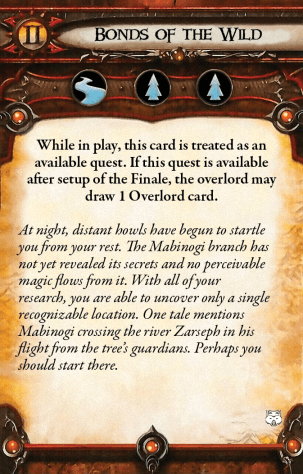 II
Bonds of the Wild
While in play, this card is treated as an
available quest. If this quest is available
after setup of the Finale, the overlord may
draw 1 Overlord card.
At night, distant howls have begun to startle
you from your rest. The Mabinogi branch has
not yet revealed its secrets and no perceivable
magic flows from it. With all of your
research, you are able to uncover only a single
recognizable location. One tale mentions
Mabinogi crossing the river Zarseph in his
flight from the tree's guardians. Perhaps you
should start there.